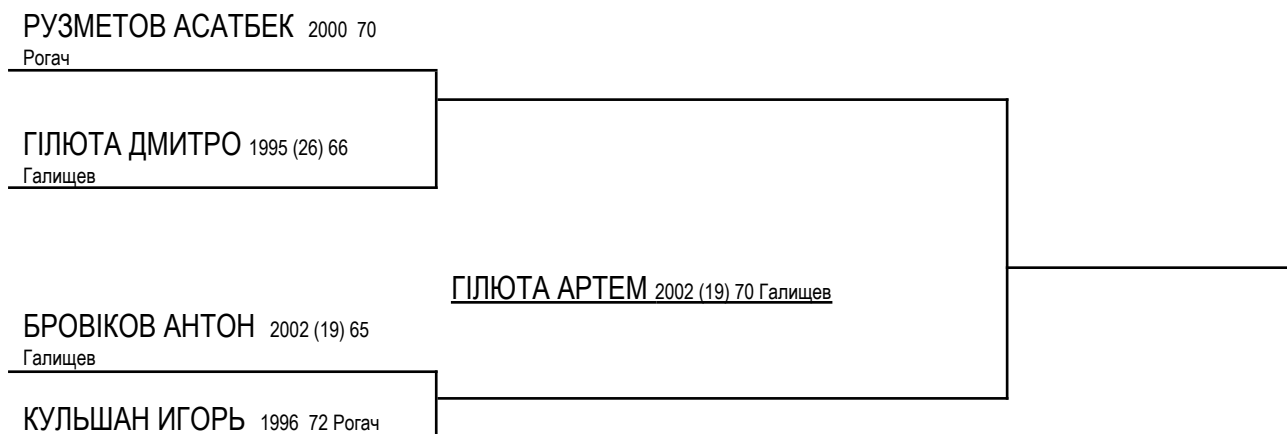 РУЗМЕТОВ АСАТБЕК 2000 70
Рогач
ГІЛЮТА ДМИТРО 1995 (26) 66
Галищев
ГІЛЮТА АРТЕМ 2002 (19) 70 Галищев
БРОВІКОВ АНТОН 2002 (19) 65
Галищев
КУЛЬШАН ИГОРЬ 1996 72 Рогач